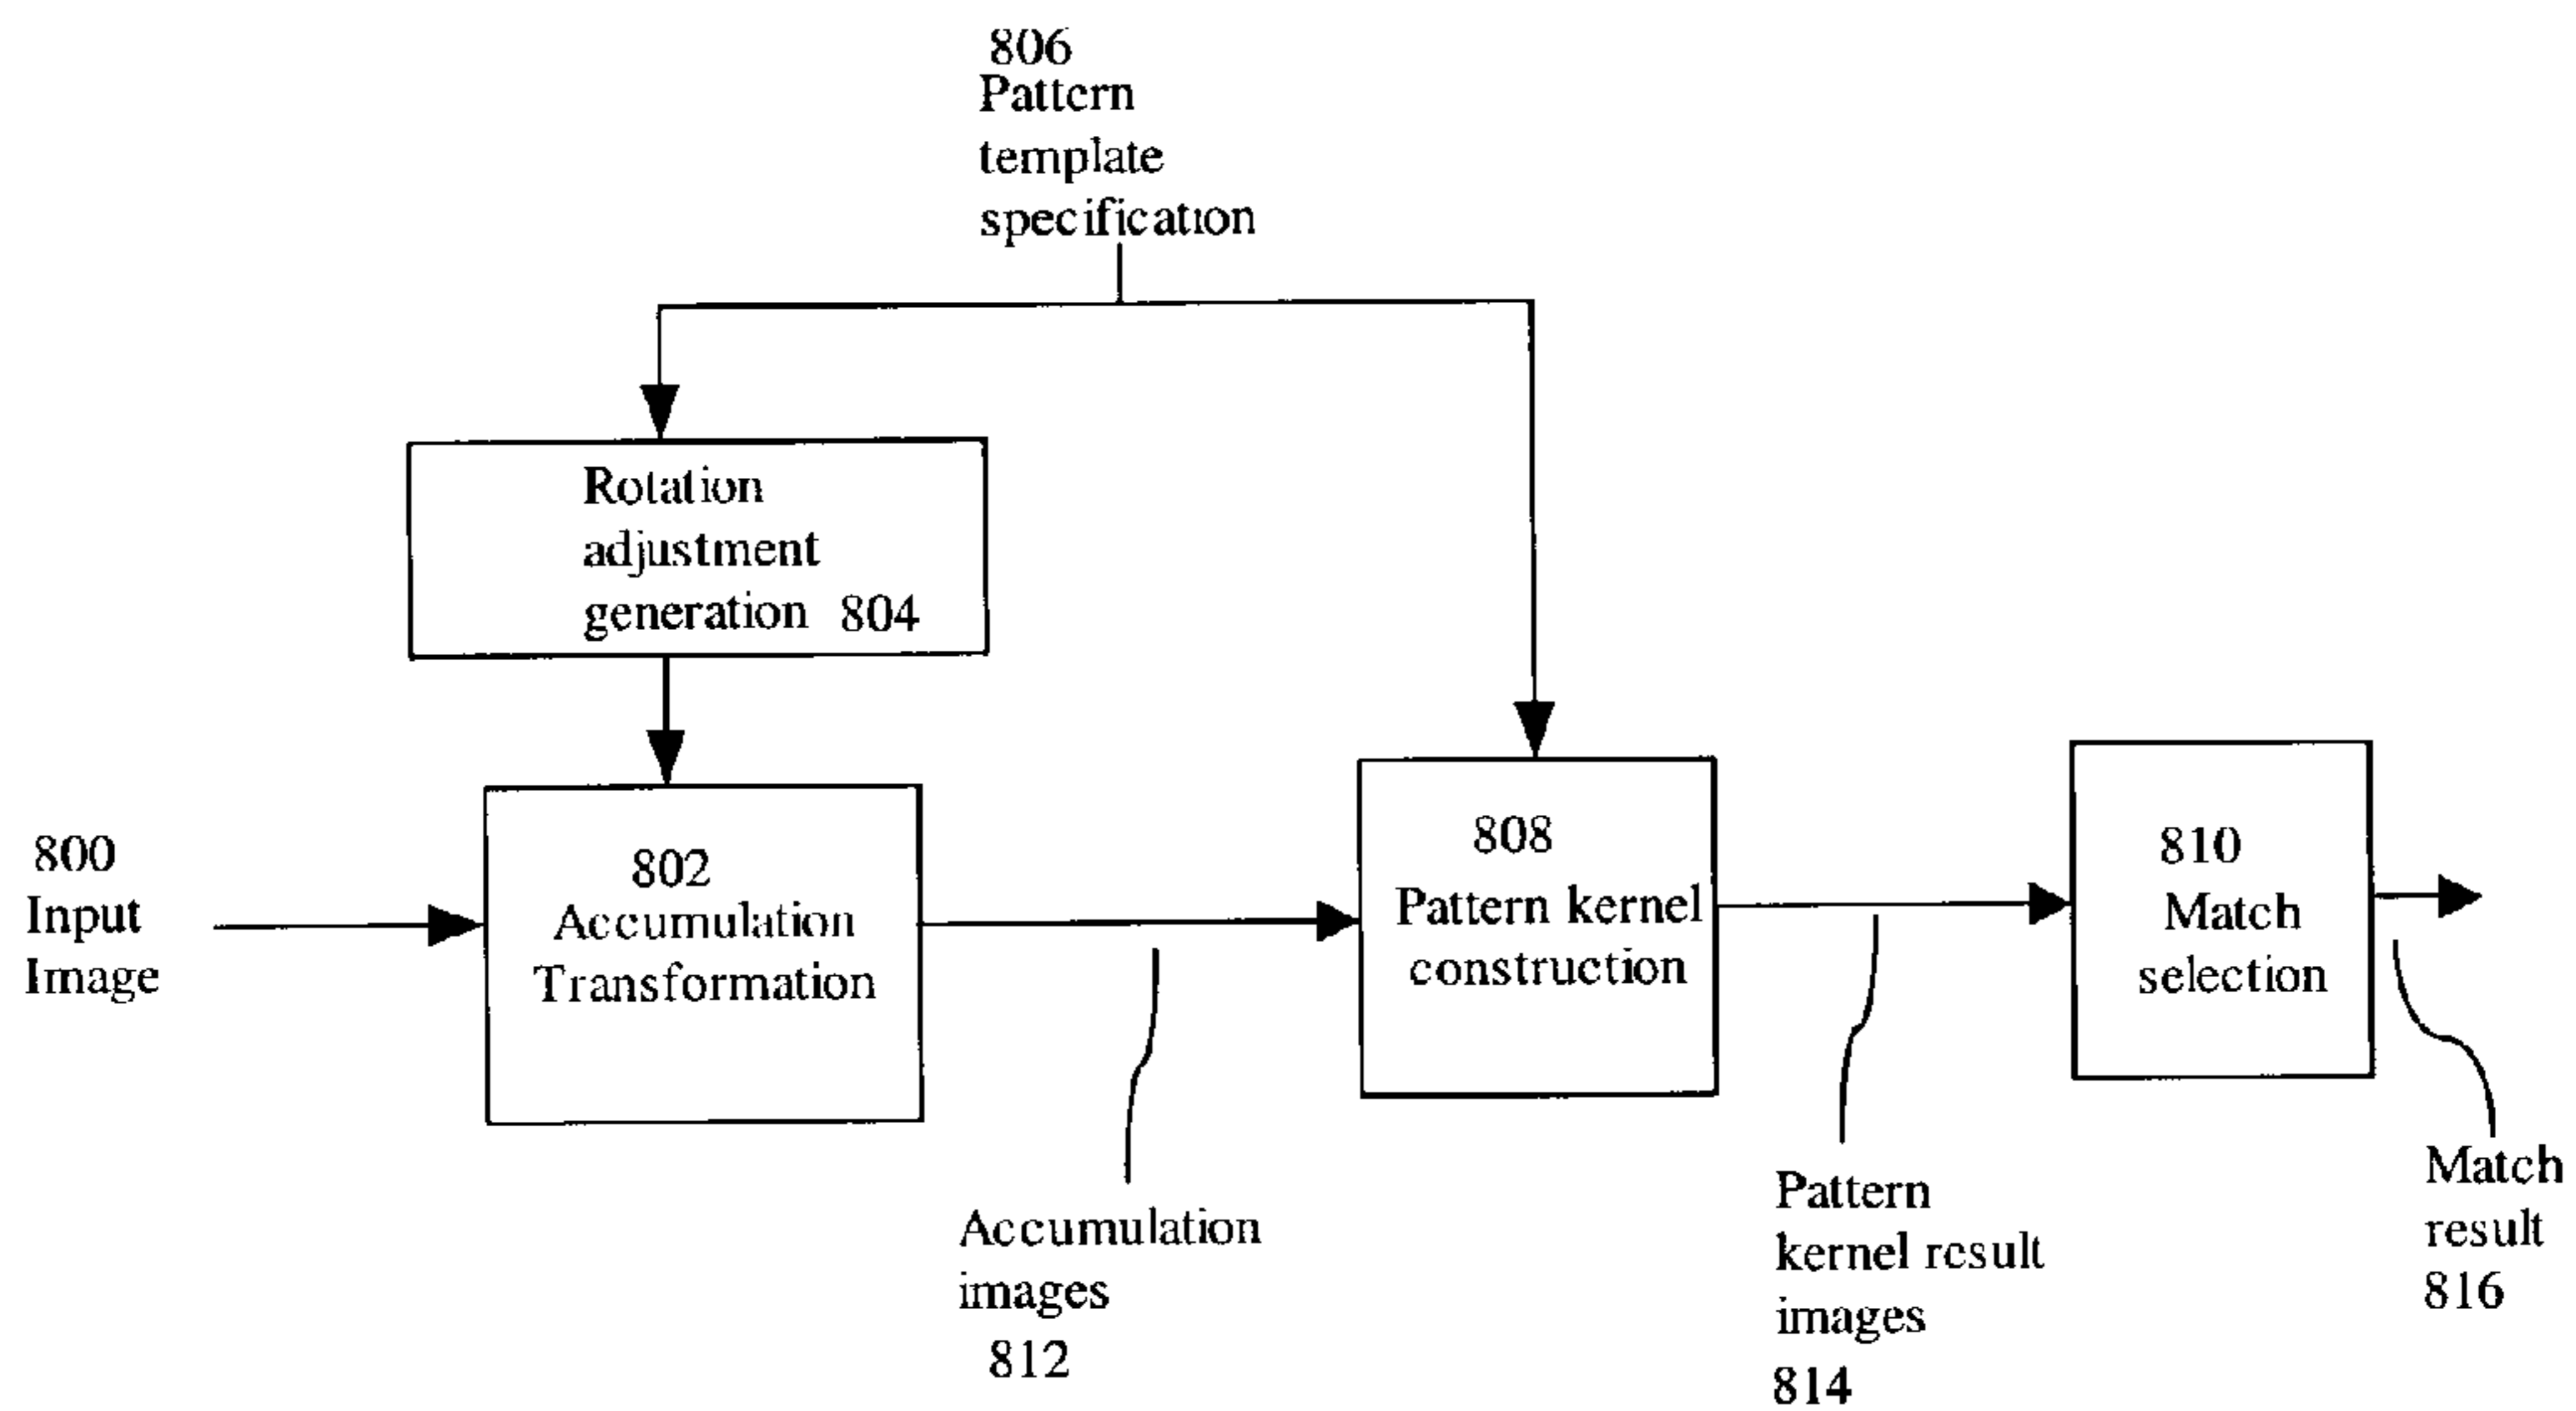 806
Pattern
template
specification
Rotation
adjustment
generation 804
800
Input
Image
802
Accumulation
Transformation
808
Pattern kernel
construction
810
Match
selection
Accumulation
images
812
Pattern
kernel result
images
814
Match
result
816